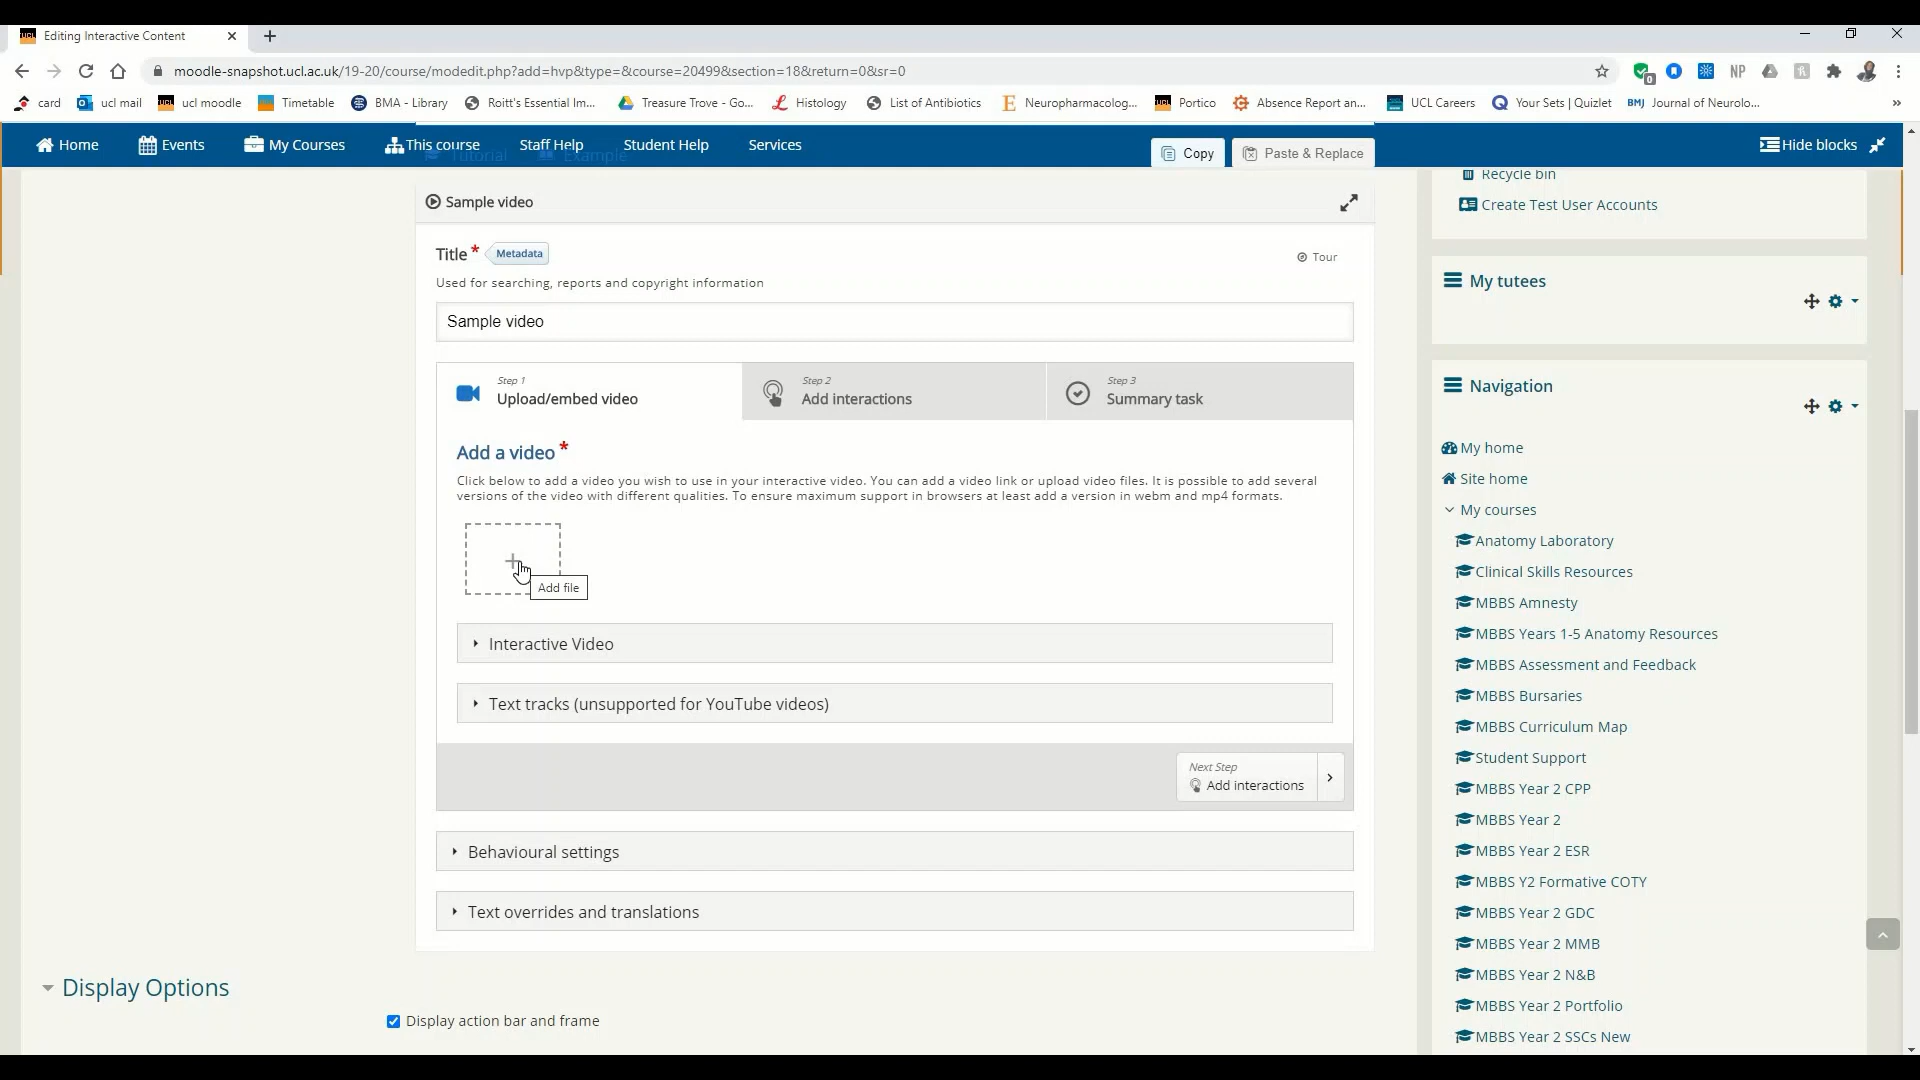 Editing Interactive Content
moodle-snapshot.ucl.ac.uk/19-20/course/modedit.php?add=hvp&type=&course=20499&section=18&return=0&sr=0
card
ucl mail
ucl moodle
Timetable
BMA - Library
Roitt's Essential Im...
Treasure Trove - Go...
Histology
List of Antibiotics
Neuropharmacolog...
Portico
Absence Report an...
UCL Careers
Your Sets | Quizlet
Journal of Neurolo...
Home
Events
My Courses
This course
Staff Help
Student Help
Services
Hide blocks
Tutorial
Example
Copy
Paste & Replace
Sample video
Title *
Metadata
Tour
Used for searching, reports and copyright information
Sample video
Step 1
Upload/embed video
Step 2
Add interactions
Step 3
Summary task
Add a video *
Click below to add a video you wish to use in your interactive video. You can add a video link or upload video files. It is possible to add several
versions of the video with different qualities. To ensure maximum support in browsers at least add a version in webm and mp4 formats.
+
Add file
Interactive Video
Text tracks (unsupported for YouTube videos)
Next Step
Add interactions
Behavioural settings
Text overrides and translations
Display Options
Display action bar and frame
Recycle bin
Create Test User Accounts
My tutees
Navigation
My home
Site home
My courses
Anatomy Laboratory
Clinical Skills Resources
MBBS Amnesty
MBBS Years 1-5 Anatomy Resources
MBBS Assessment and Feedback
MBBS Bursaries
MBBS Curriculum Map
Student Support
MBBS Year 2 CPP
MBBS Year 2
MBBS Year 2 ESR
MBBS Y2 Formative COTY
MBBS Year 2 GDC
MBBS Year 2 MMB
MBBS Year 2 N&B
MBBS Year 2 Portfolio
MBBS Year 2 SSCs New